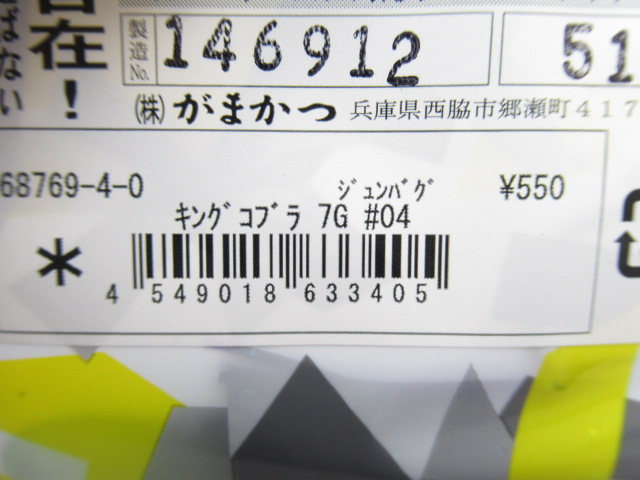 自在!
ばない
製造No. 146912 51
(株) がまかつ 兵庫県西脇市郷瀬町417
68769-4-0 ジュンバグ ¥550
キングコブラ 7G #04
*
4 549018 633405